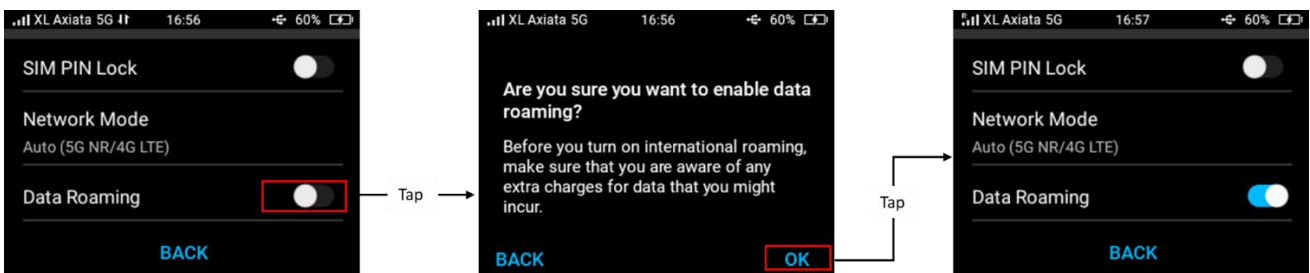 XL Axiata 5G 16:56 60%
SIM PIN Lock
Network Mode
Auto (5G NR/4G LTE)
Data Roaming
BACK
Tap
XL Axiata 5G 16:56 60%
Are you sure you want to enable data
roaming?
Before you turn on international roaming,
make sure that you are aware of any
extra charges for data that you might
incur.
BACK OK
Tap
R XL Axiata 5G 16:57 60%
SIM PIN Lock
Network Mode
Auto (5G NR/4G LTE)
Data Roaming
BACK